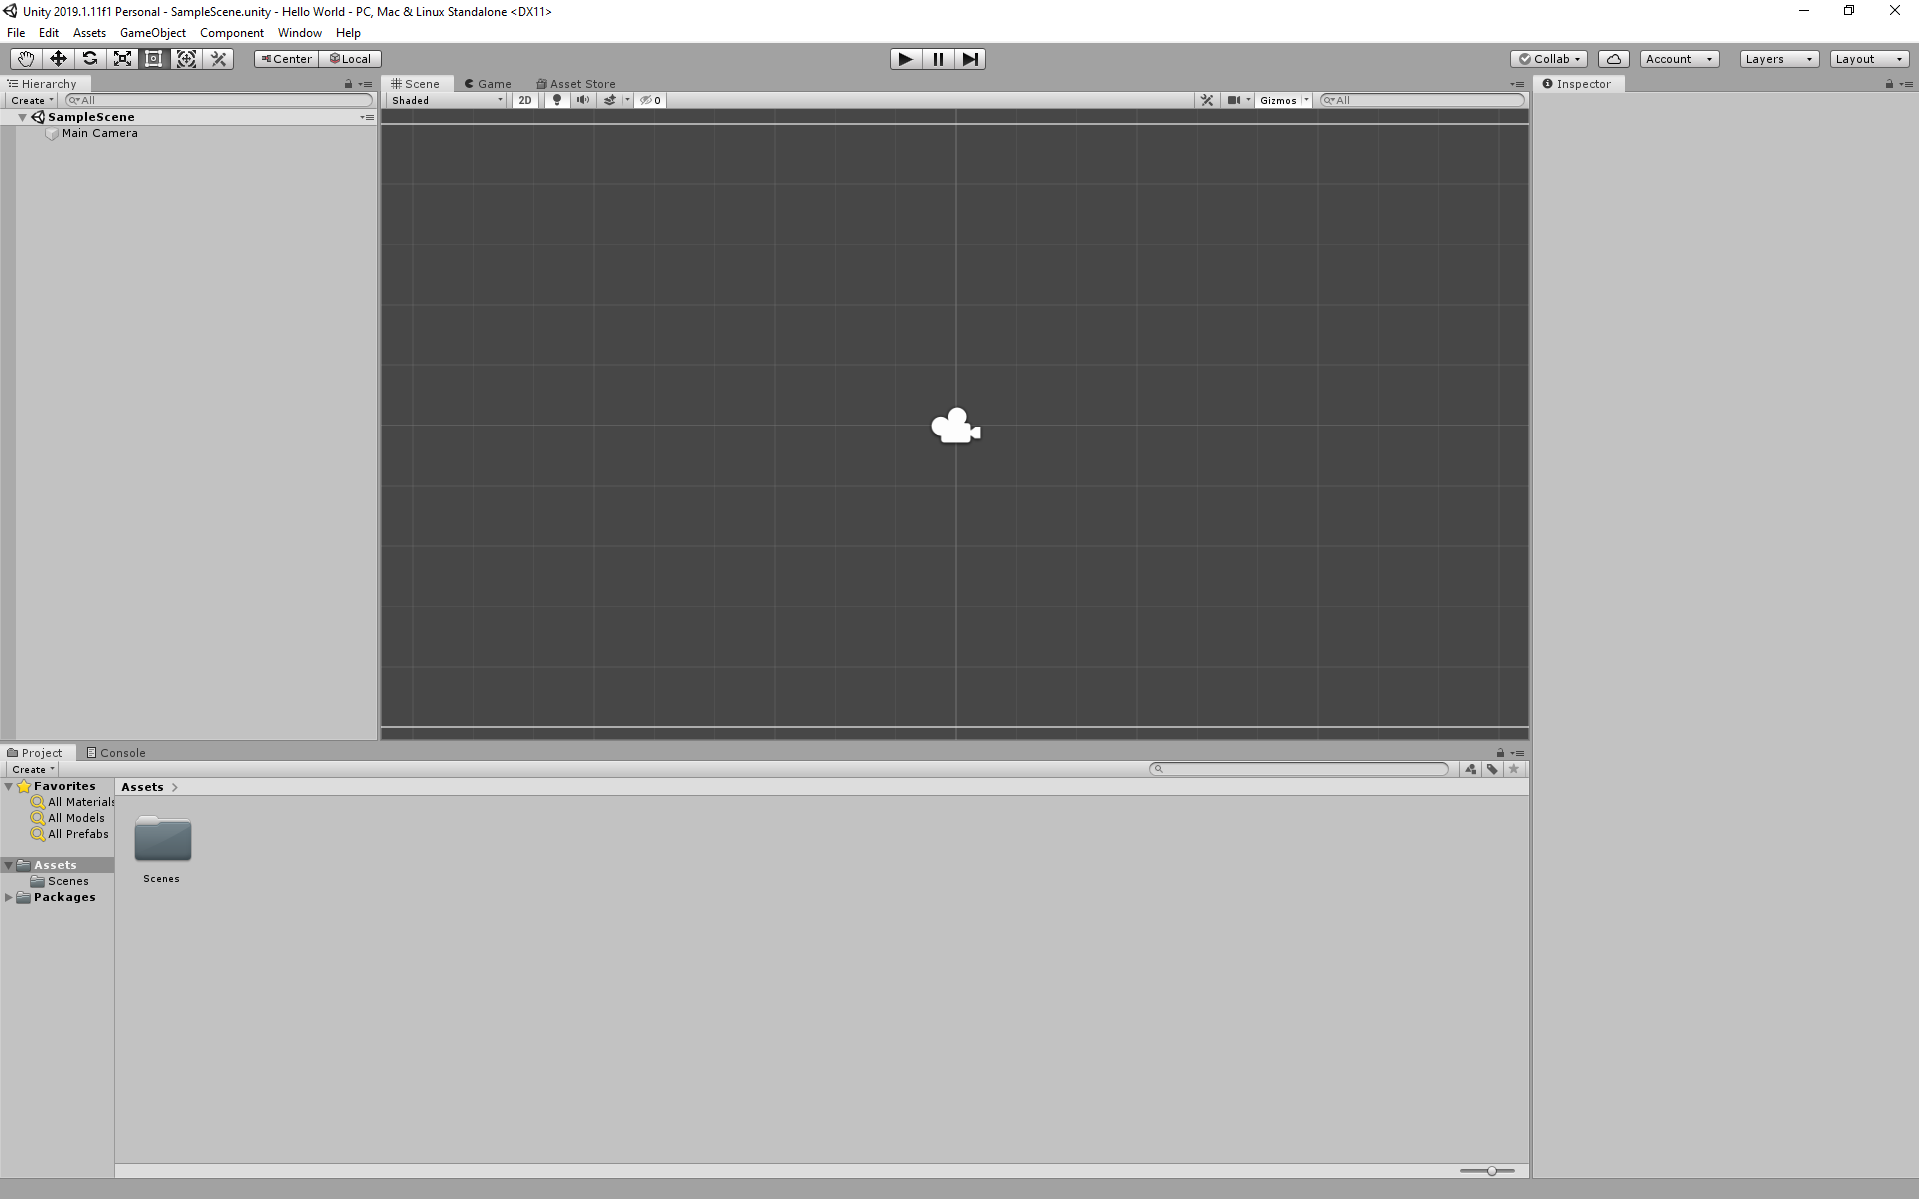 Unity 2019.1.11f1 Personal - SampleScene.unity - Hello World - PC, Mac & Linux Standalone <DX11>
File Edit Assets GameObject Component Window Help
Center Local Collab Account Layers Layout
Hierarchy Scene Game Asset Store Inspector
Create All Shaded 2D 0 Gizmos All
SampleScene
Main Camera
Project Console
Create
Favorites Assets
All Materials
All Models
All Prefabs
Assets
Scenes Scenes
Packages